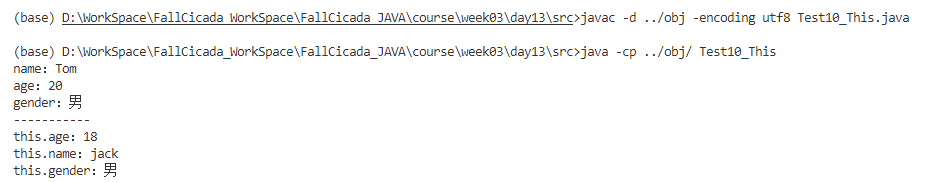 (base) D:\WorkSpace\FallCicada_WorkSpace\FallCicada_JAVA\course\week03\day13\src>javac -d ../obj -encoding utf8 Test10_This.java
(base) D:\WorkSpace\FallCicada_WorkSpace\FallCicada_JAVA\course\week03\day13\src>java -cp ../obj/ Test10_This
name: Tom
age: 20
gender: 男
-----------
this.age: 18
this.name: jack
this.gender: 男